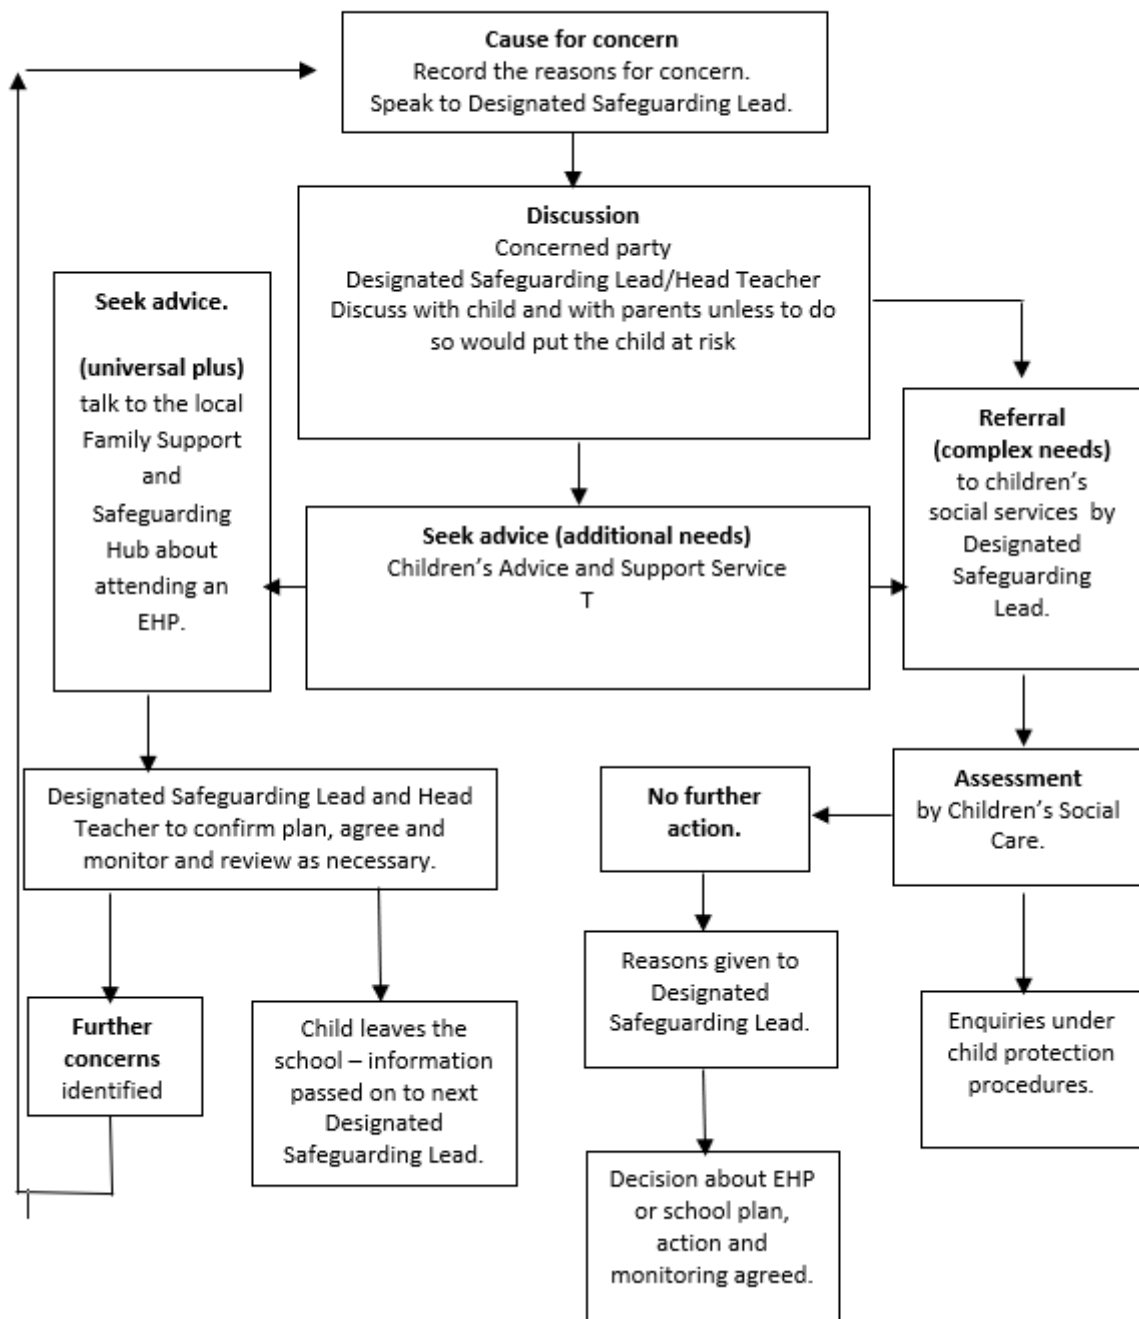 Cause for concern
Record the reasons for concern.
Speak to Designated Safeguarding Lead.
Discussion
Concerned party
Designated Safeguarding Lead/Head Teacher
Discuss with child and with parents unless to do
so would put the child at risk
Seek advice.
(universal plus)
talk to the local
Family Support
and
Safeguarding
Hub about
attending an
EHP.
Seek advice (additional needs)
Children’s Advice and Support Service
T
Referral
(complex needs)
to children’s
social services by
Designated
Safeguarding
Lead.
Designated Safeguarding Lead and Head
Teacher to confirm plan, agree and
monitor and review as necessary.
No further
action.
Assessment
by Children’s Social
Care.
Further
concerns
identified
Child leaves the
school – information
passed on to next
Designated
Safeguarding Lead.
Reasons given to
Designated
Safeguarding Lead.
Enquiries under
child protection
procedures.
Decision about EHP
or school plan,
action and
monitoring agreed.